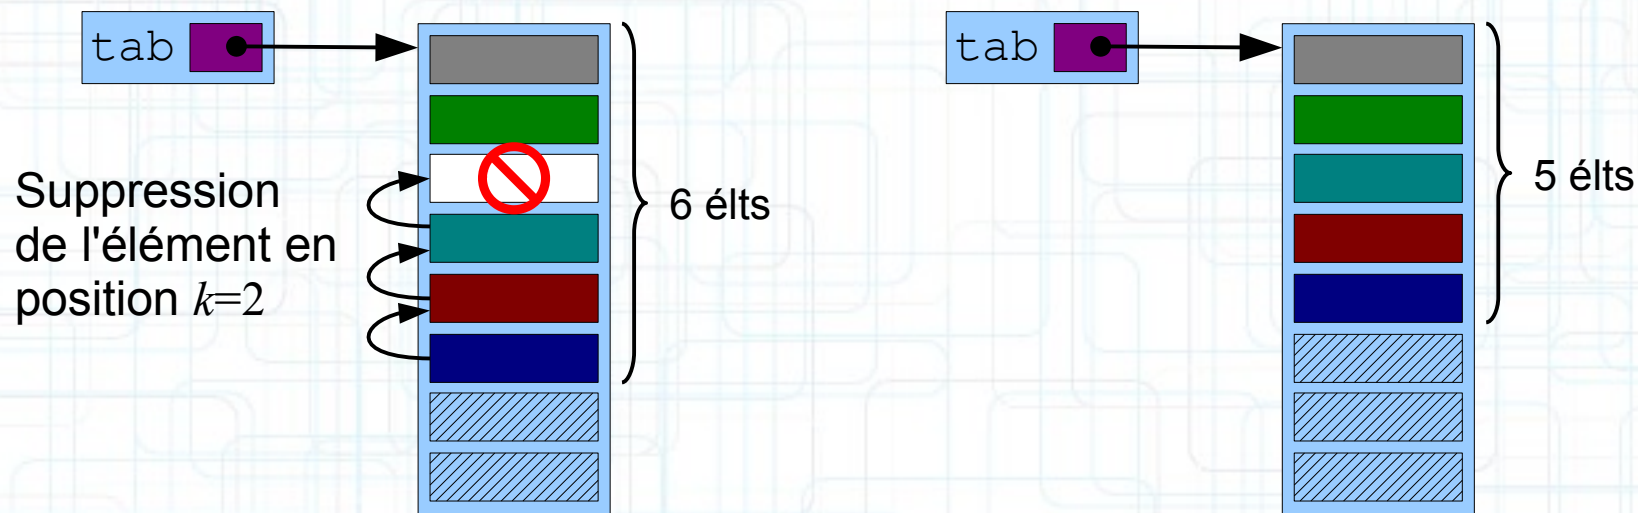 tab
Suppression
de l'élément en
position k=2
6 élts
tab
5 élts